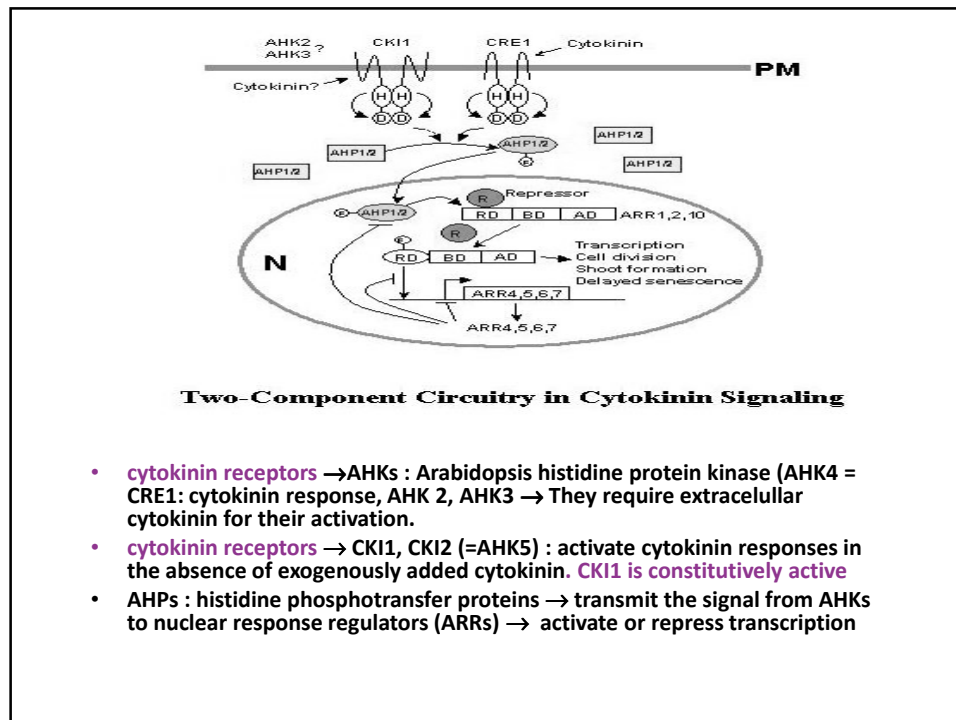 AHK2
AHK3 ?
CKI1
CRE1
Cytokinin
PM
Cytokinin?
H H
D D
H H
D D
AHP1/2
AHP1/2
P
AHP1/2
AHP1/2
AHP1/2
P
AHP1/2
R
Repressor
RD BD AD ARR1,2,10
R
P
RD BD AD
Transcription
Cell division
Shoot formation
Delayed senescence
N
ARR4,5,6,7
ARR4,5,6,7
Two-Component Circuitry in Cytokinin Signaling
• cytokinin receptors →AHKs : Arabidopsis histidine protein kinase (AHK4 =
CRE1: cytokinin response, AHK 2, AHK3 → They require extracelullar
cytokinin for their activation.
• cytokinin receptors → CKI1, CKI2 (=AHK5) : activate cytokinin responses in
the absence of exogenously added cytokinin. CKI1 is constitutively active
• AHPs : histidine phosphotransfer proteins → transmit the signal from AHKs
to nuclear response regulators (ARRs) → activate or repress transcription